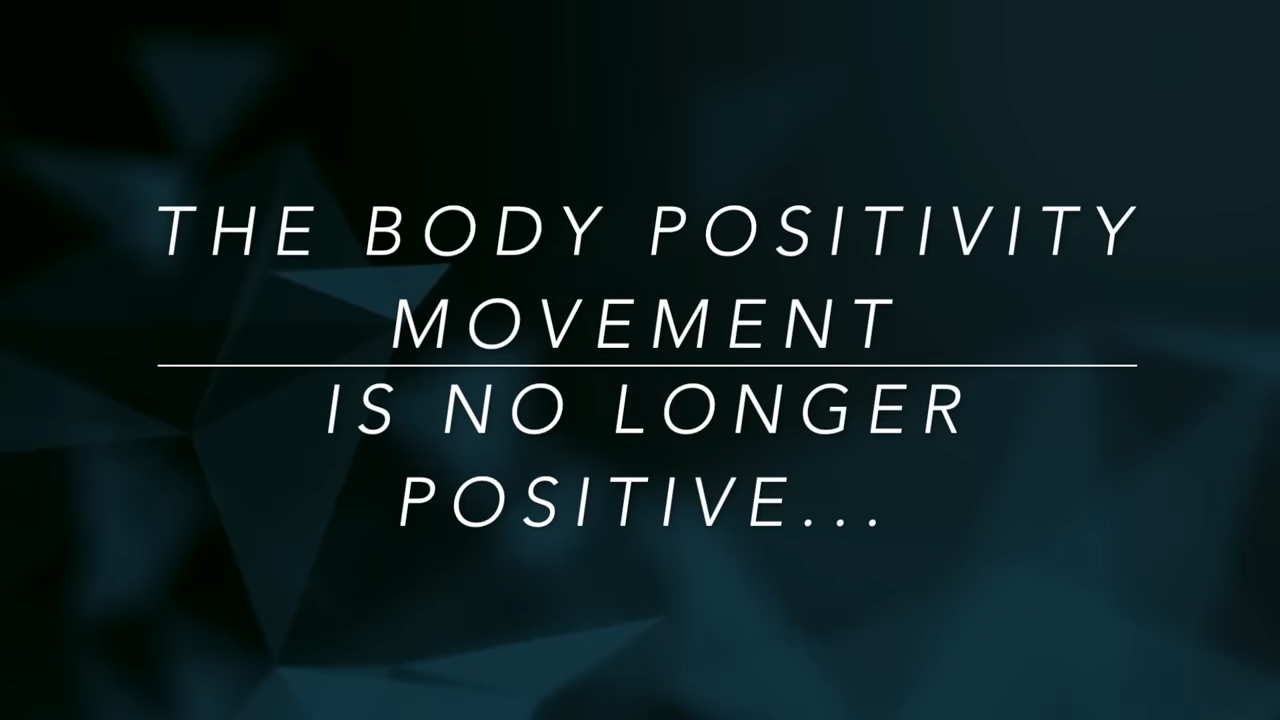 THE BODY POSITIVITY
MOVEMENT
IS NO LONGER
POSITIVE...